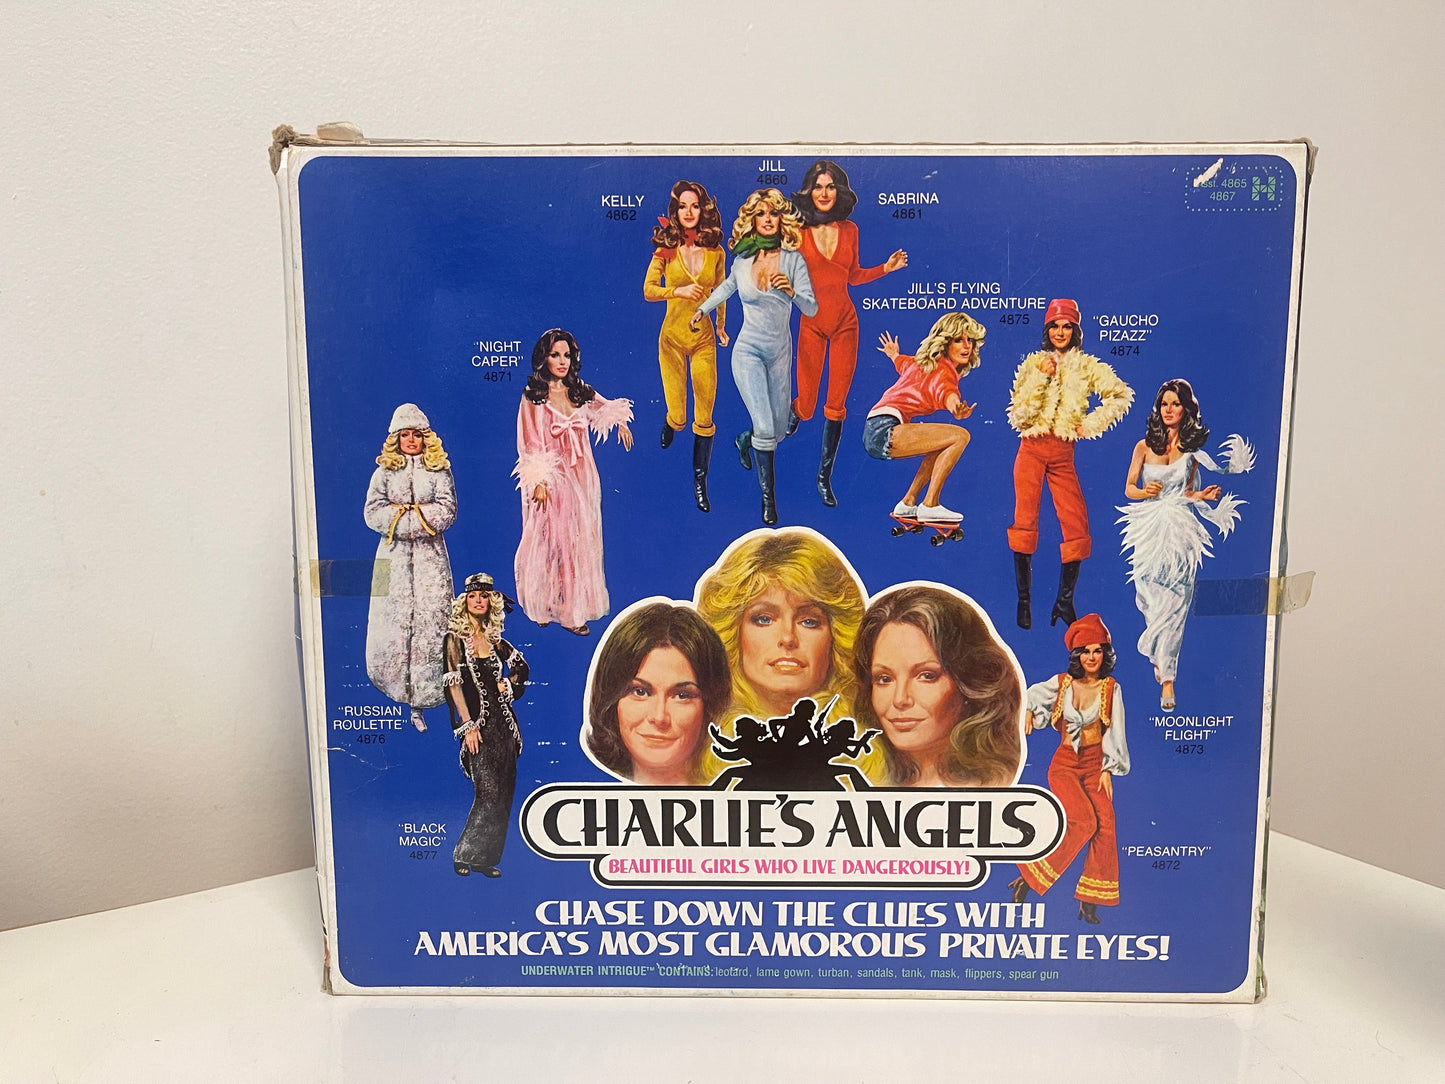 JILL
4860
KELLY
4862
SABRINA
4861
4865
4867
H
JILL'S FLYING
SKATEBOARD ADVENTURE
4875
"GAUCHO
PIZAZZ"
4874
"NIGHT
CAPER"
4871
"RUSSIAN
ROULETTE"
4876
"MOONLIGHT
FLIGHT"
4873
"BLACK
MAGIC"
4877
"PEASANTRY"
4872
CHARLIE'S ANGELS
BEAUTIFUL GIRLS WHO LIVE DANGEROUSLY!
CHASE DOWN THE CLUES WITH
AMERICA'S MOST GLAMOROUS PRIVATE EYES!
UNDERWATER INTRIGUE™ CONTAINS: leotard, lame gown, turban, sandals, tank, mask, flippers, spear gun